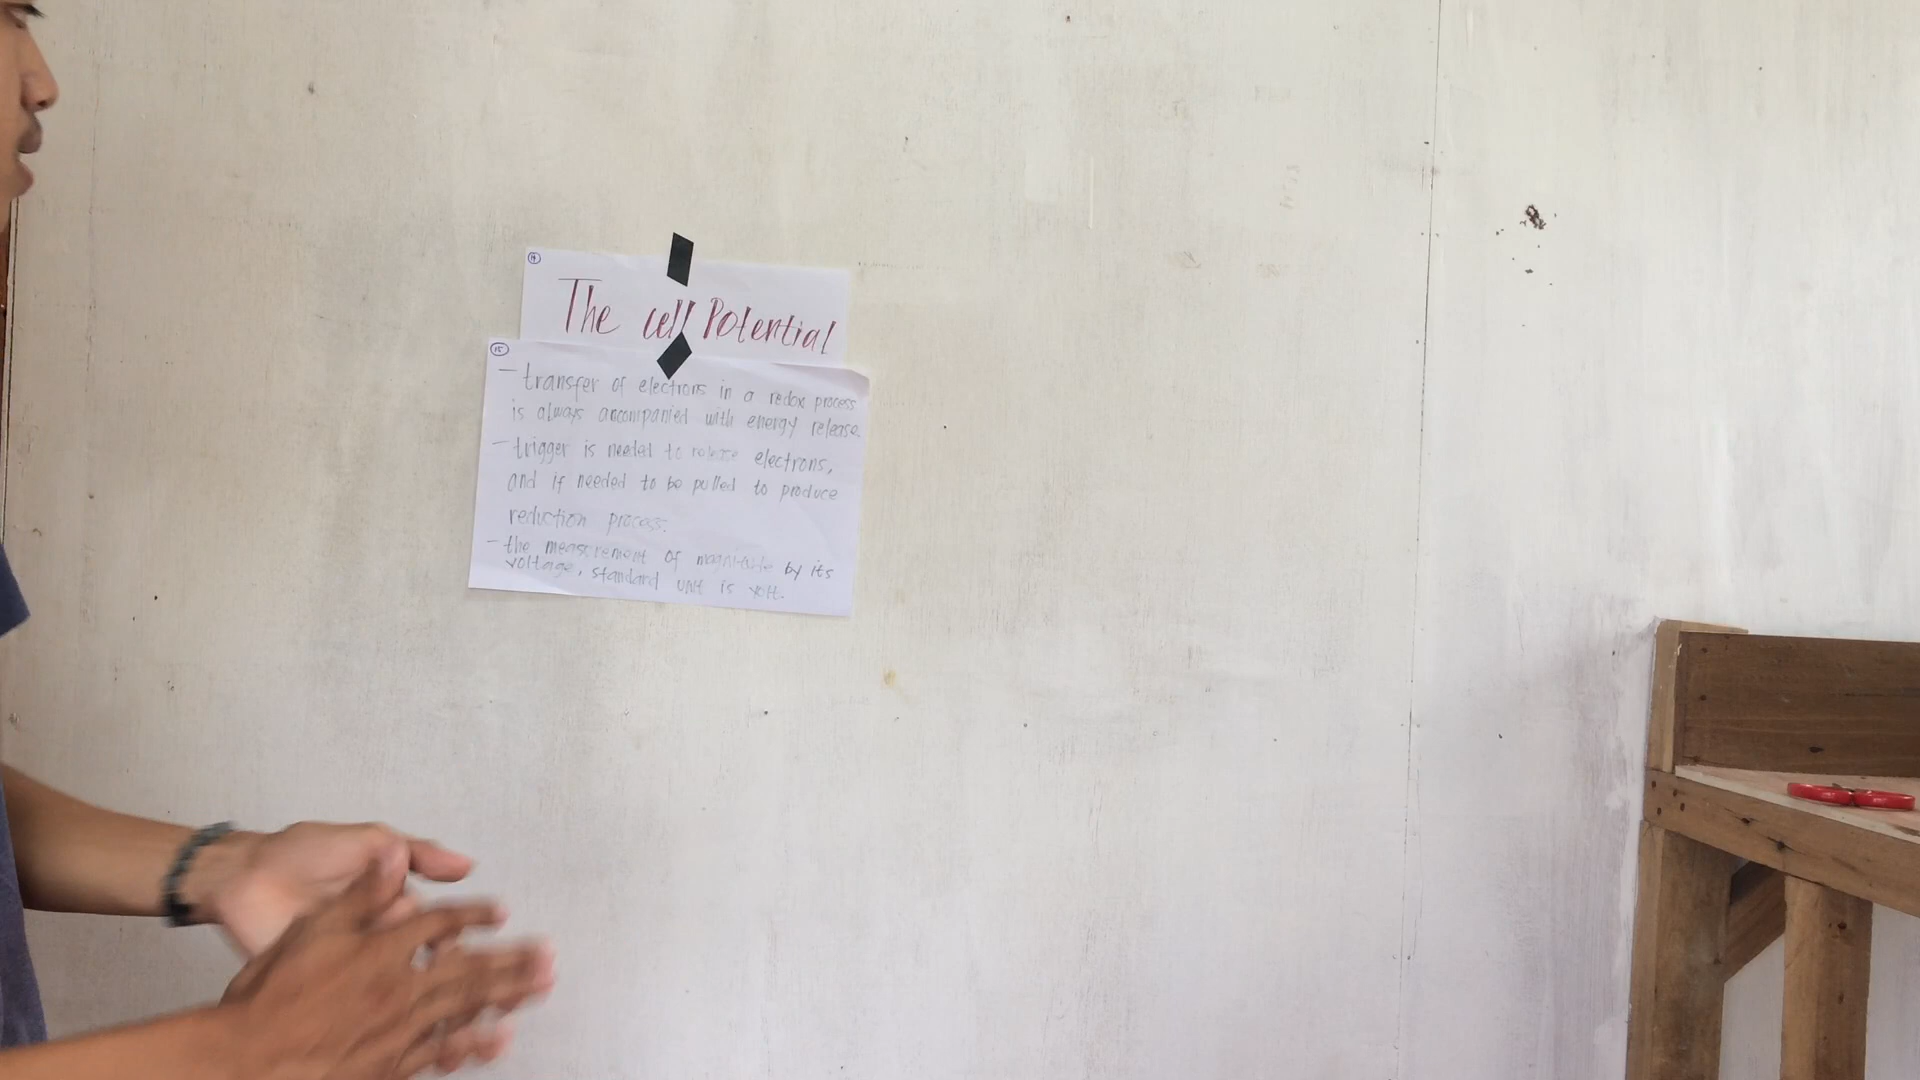 14
The cell Potential
15
- transfer of electrons in a redox process
is always accompanied with energy release.
- trigger is needed to release electrons,
and if needed to be pulled to produce
reduction process.
- the measurement of magnitude by its
voltage, standard unit is volt.